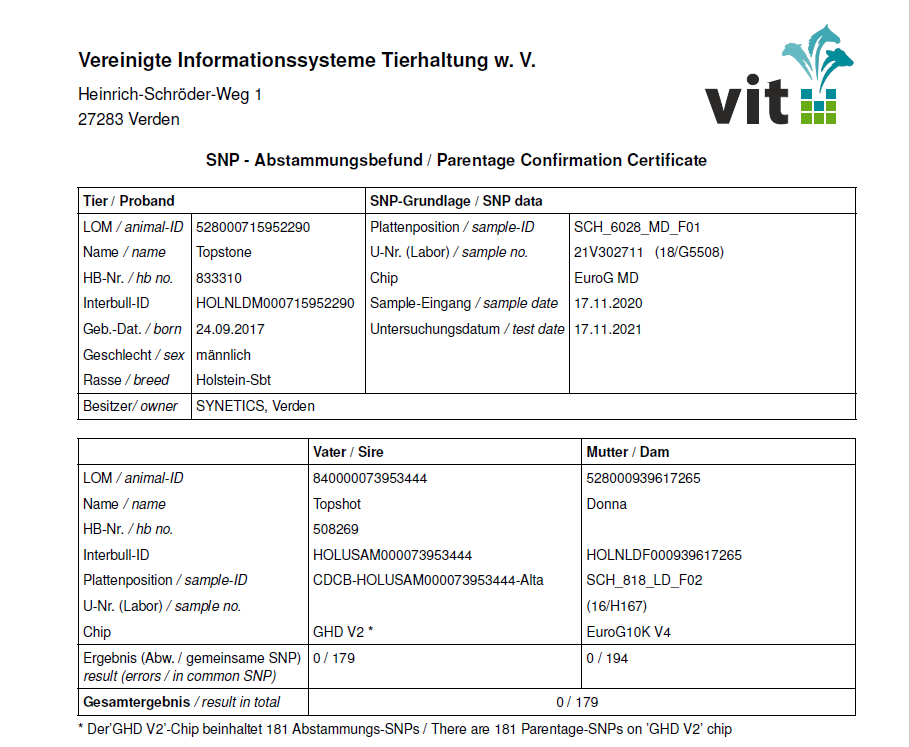 Vereinigte Informationssysteme Tierhaltung w. V.
Heinrich-Schröder-Weg 1
27283 Verden
vit
SNP - Abstammungsbefund / Parentage Confirmation Certificate
Tier / Proband SNP-Grundlage / SNP data
LOM / animal-ID 528000715952290 Plattenposition / sample-ID SCH_6028_MD_F01
Name / name Topstone U-Nr. (Labor) / sample no. 21V302711 (18/G5508)
HB-Nr. / hb no. 833310 Chip EuroG MD
Interbull-ID HOLNLDM000715952290 Sample-Eingang / sample date 17.11.2020
Geb.-Dat. / born 24.09.2017 Untersuchungsdatum / test date 17.11.2021
Geschlecht / sex männlich
Rasse / breed Holstein-Sbt
Besitzer/ owner SYNETICS, Verden
Vater / Sire Mutter / Dam
LOM / animal-ID 840000073953444 528000939617265
Name / name Topshot Donna
HB-Nr. / hb no. 508269
Interbull-ID HOLUSAM000073953444 HOLNLDF000939617265
Plattenposition / sample-ID CDCB-HOLUSAM000073953444-Alta SCH_818_LD_F02
U-Nr. (Labor) / sample no. (16/H167)
Chip GHD V2 * EuroG10K V4
Ergebnis (Abw. / gemeinsame SNP) 0 / 179 0 / 194
result (errors / in common SNP)
Gesamtergebnis / result in total 0 / 179
* Der'GHD V2'-Chip beinhaltet 181 Abstammungs-SNPs / There are 181 Parentage-SNPs on 'GHD V2' chip